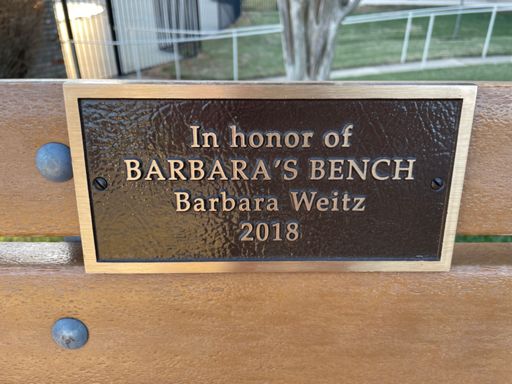 In honor of
BARBARA'S BENCH
Barbara Weitz
2018